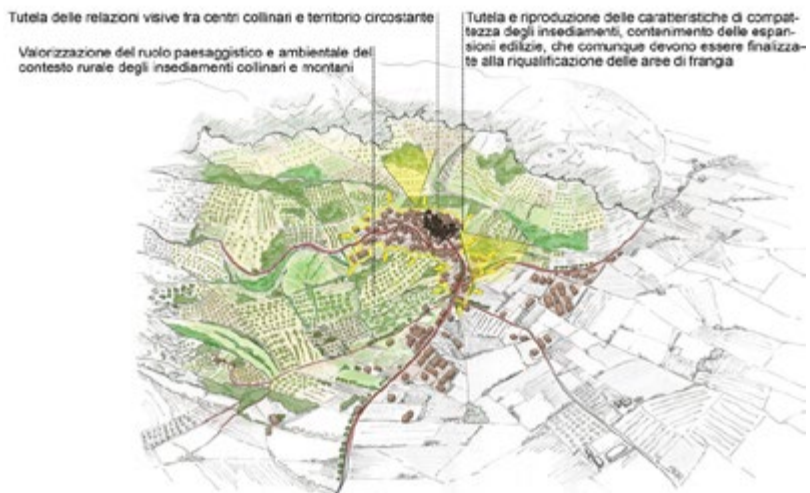 Tutela delle relazioni visive fra centri collinari e territorio circostante
Valorizzazione del ruolo paesaggistico e ambientale del
contesto rurale degli insediamenti collinari e montani
Tutela e riproduzione delle caratteristiche di compat-
tezza degli insediamenti, contenimento delle espan-
sioni edilizie, che comunque devono essere finalizza-
te alla riqualificazione delle aree di frangia